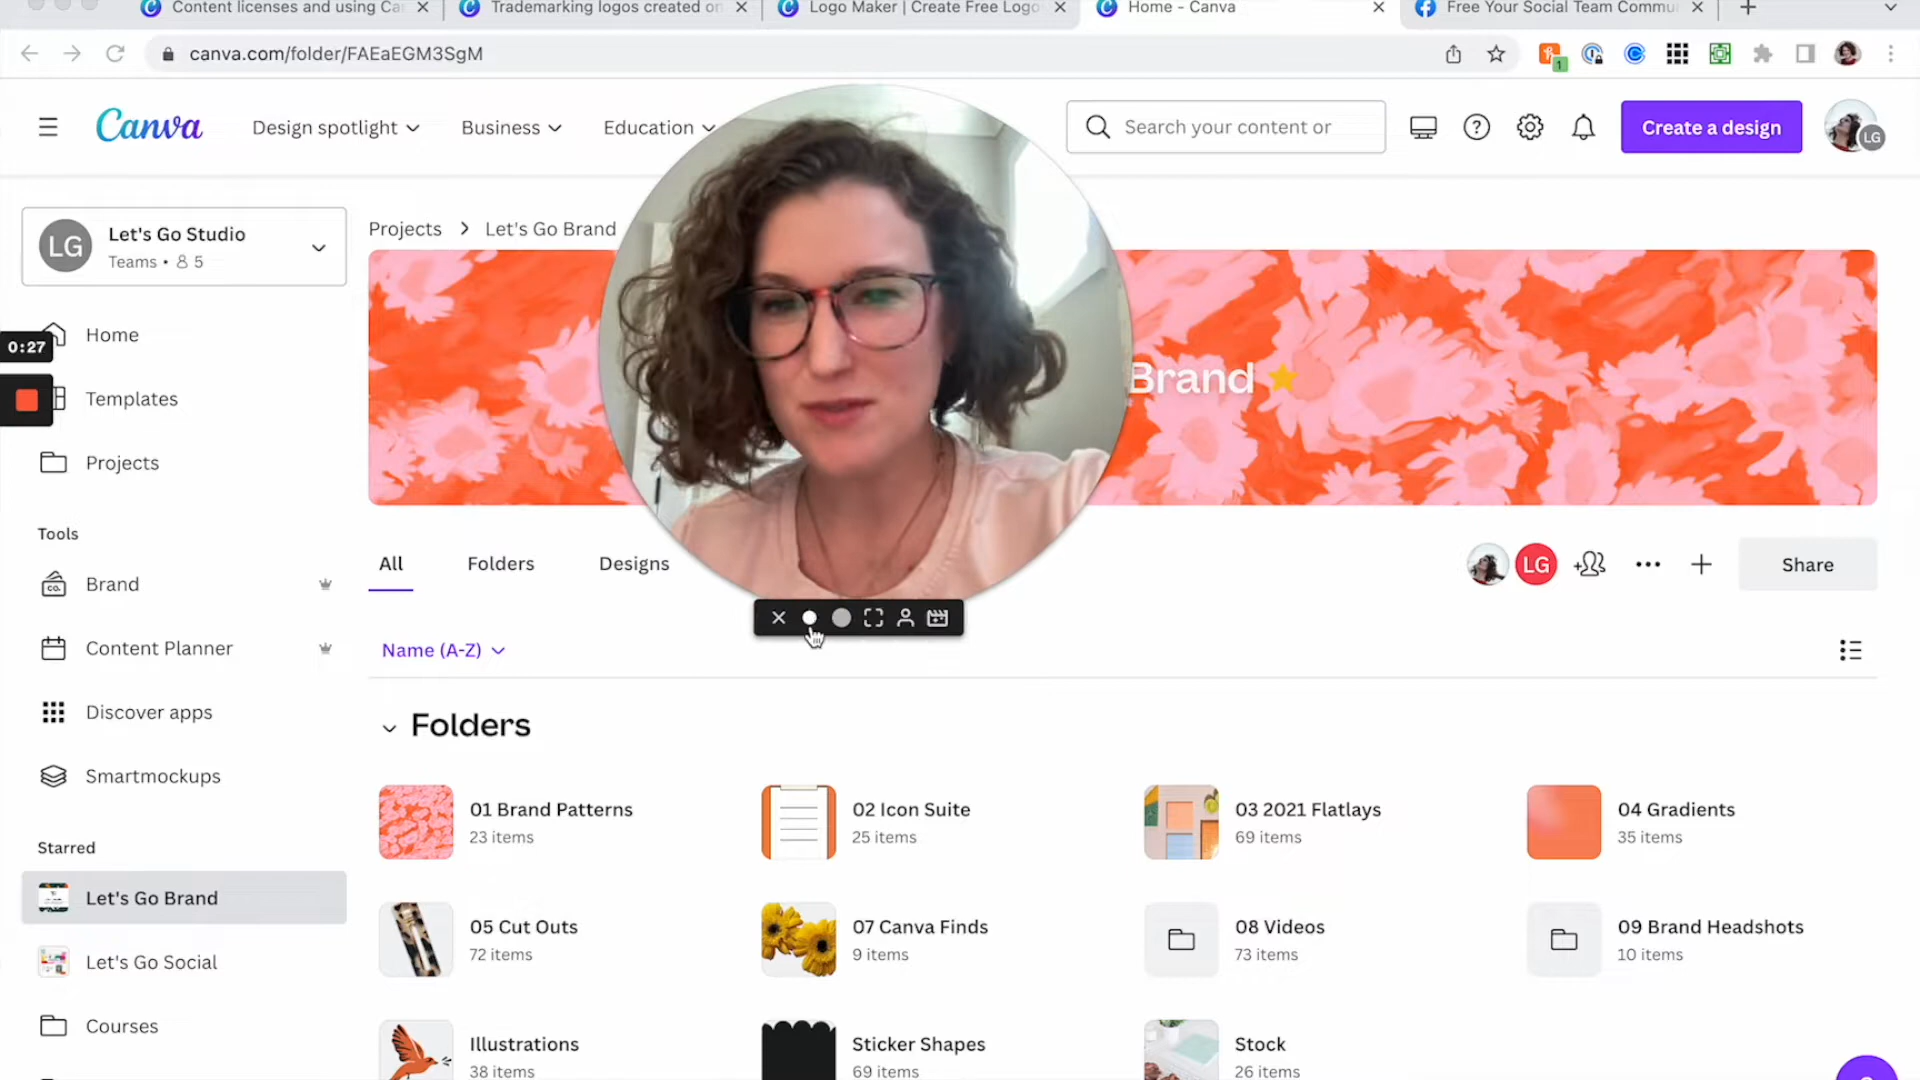 Content licenses and using Ca
Trademarking logos created on
Logo Maker | Create Free Logo
Home - Canva
Free Your Social Team Commu
canva.com/folder/FAEaEGM3SgM
1
Canva
Design spotlight
Business
Education
Search your content or
Create a design
LG
LG
Let's Go Studio
Teams • 5
Projects
Let's Go Brand
Brand
0:27
Home
Templates
Projects
Tools
Brand
Content Planner
Discover apps
Smartmockups
Starred
Let's Go Brand
Let's Go Social
Courses
All
Folders
Designs
LG
Share
Name (A-Z)
Folders
01 Brand Patterns
23 items
02 Icon Suite
25 items
03 2021 Flatlays
69 items
04 Gradients
35 items
05 Cut Outs
72 items
07 Canva Finds
9 items
08 Videos
73 items
09 Brand Headshots
10 items
Illustrations
38 items
Sticker Shapes
69 items
Stock
26 items